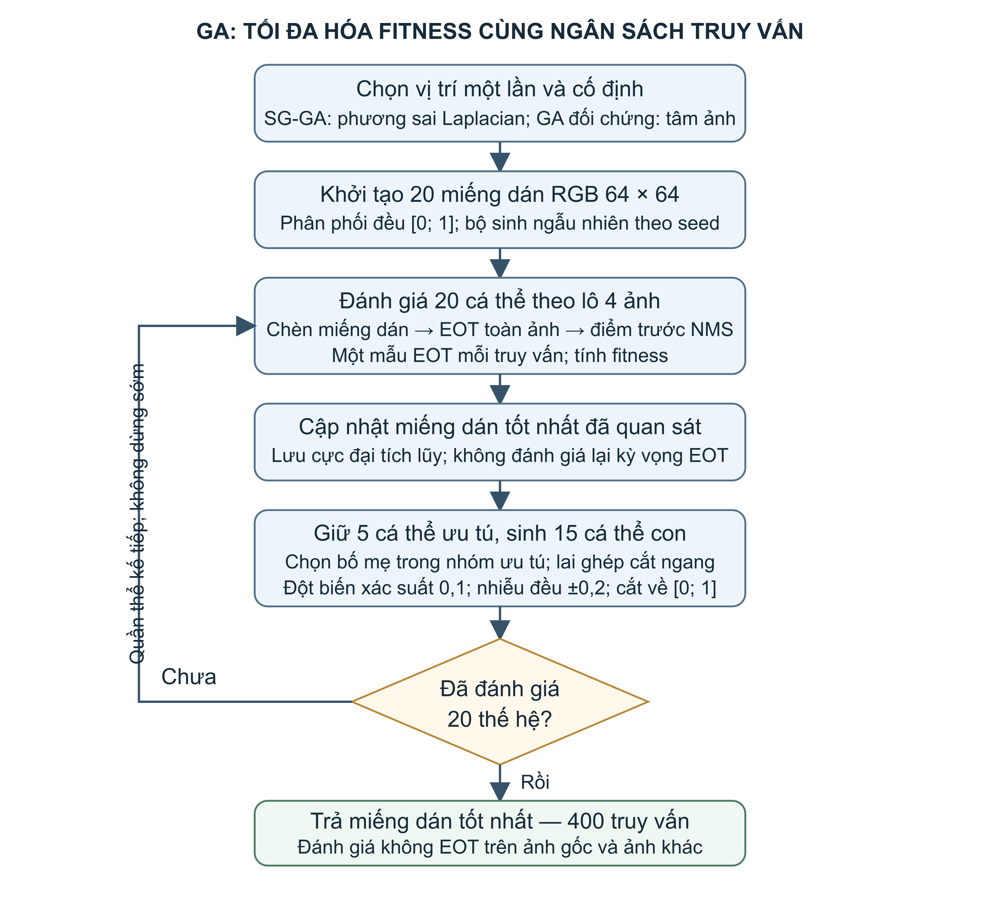 GA: TỐI ĐA HÓA FITNESS CÙNG NGÂN SÁCH TRUY VẤN
Chọn vị trí một lần và cố định
SG-GA: phương sai Laplacian; GA đối chứng: tâm ảnh
Khởi tạo 20 miếng dán RGB 64 × 64
Phân phối đều [0; 1]; bộ sinh ngẫu nhiên theo seed
Đánh giá 20 cá thể theo lô 4 ảnh
Chèn miếng dán → EOT toàn ảnh → điểm trước NMS
Một mẫu EOT mỗi truy vấn; tính fitness
Cập nhật miếng dán tốt nhất đã quan sát
Lưu cực đại tích lũy; không đánh giá lại kỳ vọng EOT
Giữ 5 cá thể ưu tú, sinh 15 cá thể con
Chọn bố mẹ trong nhóm ưu tú; lai ghép cắt ngang
Đột biến xác suất 0,1; nhiễu đều ±0,2; cắt về [0; 1]
Quần thể kế tiếp; không dừng sớm
Chưa
Đã đánh giá
20 thế hệ?
Rồi
Trả miếng dán tốt nhất — 400 truy vấn
Đánh giá không EOT trên ảnh gốc và ảnh khác